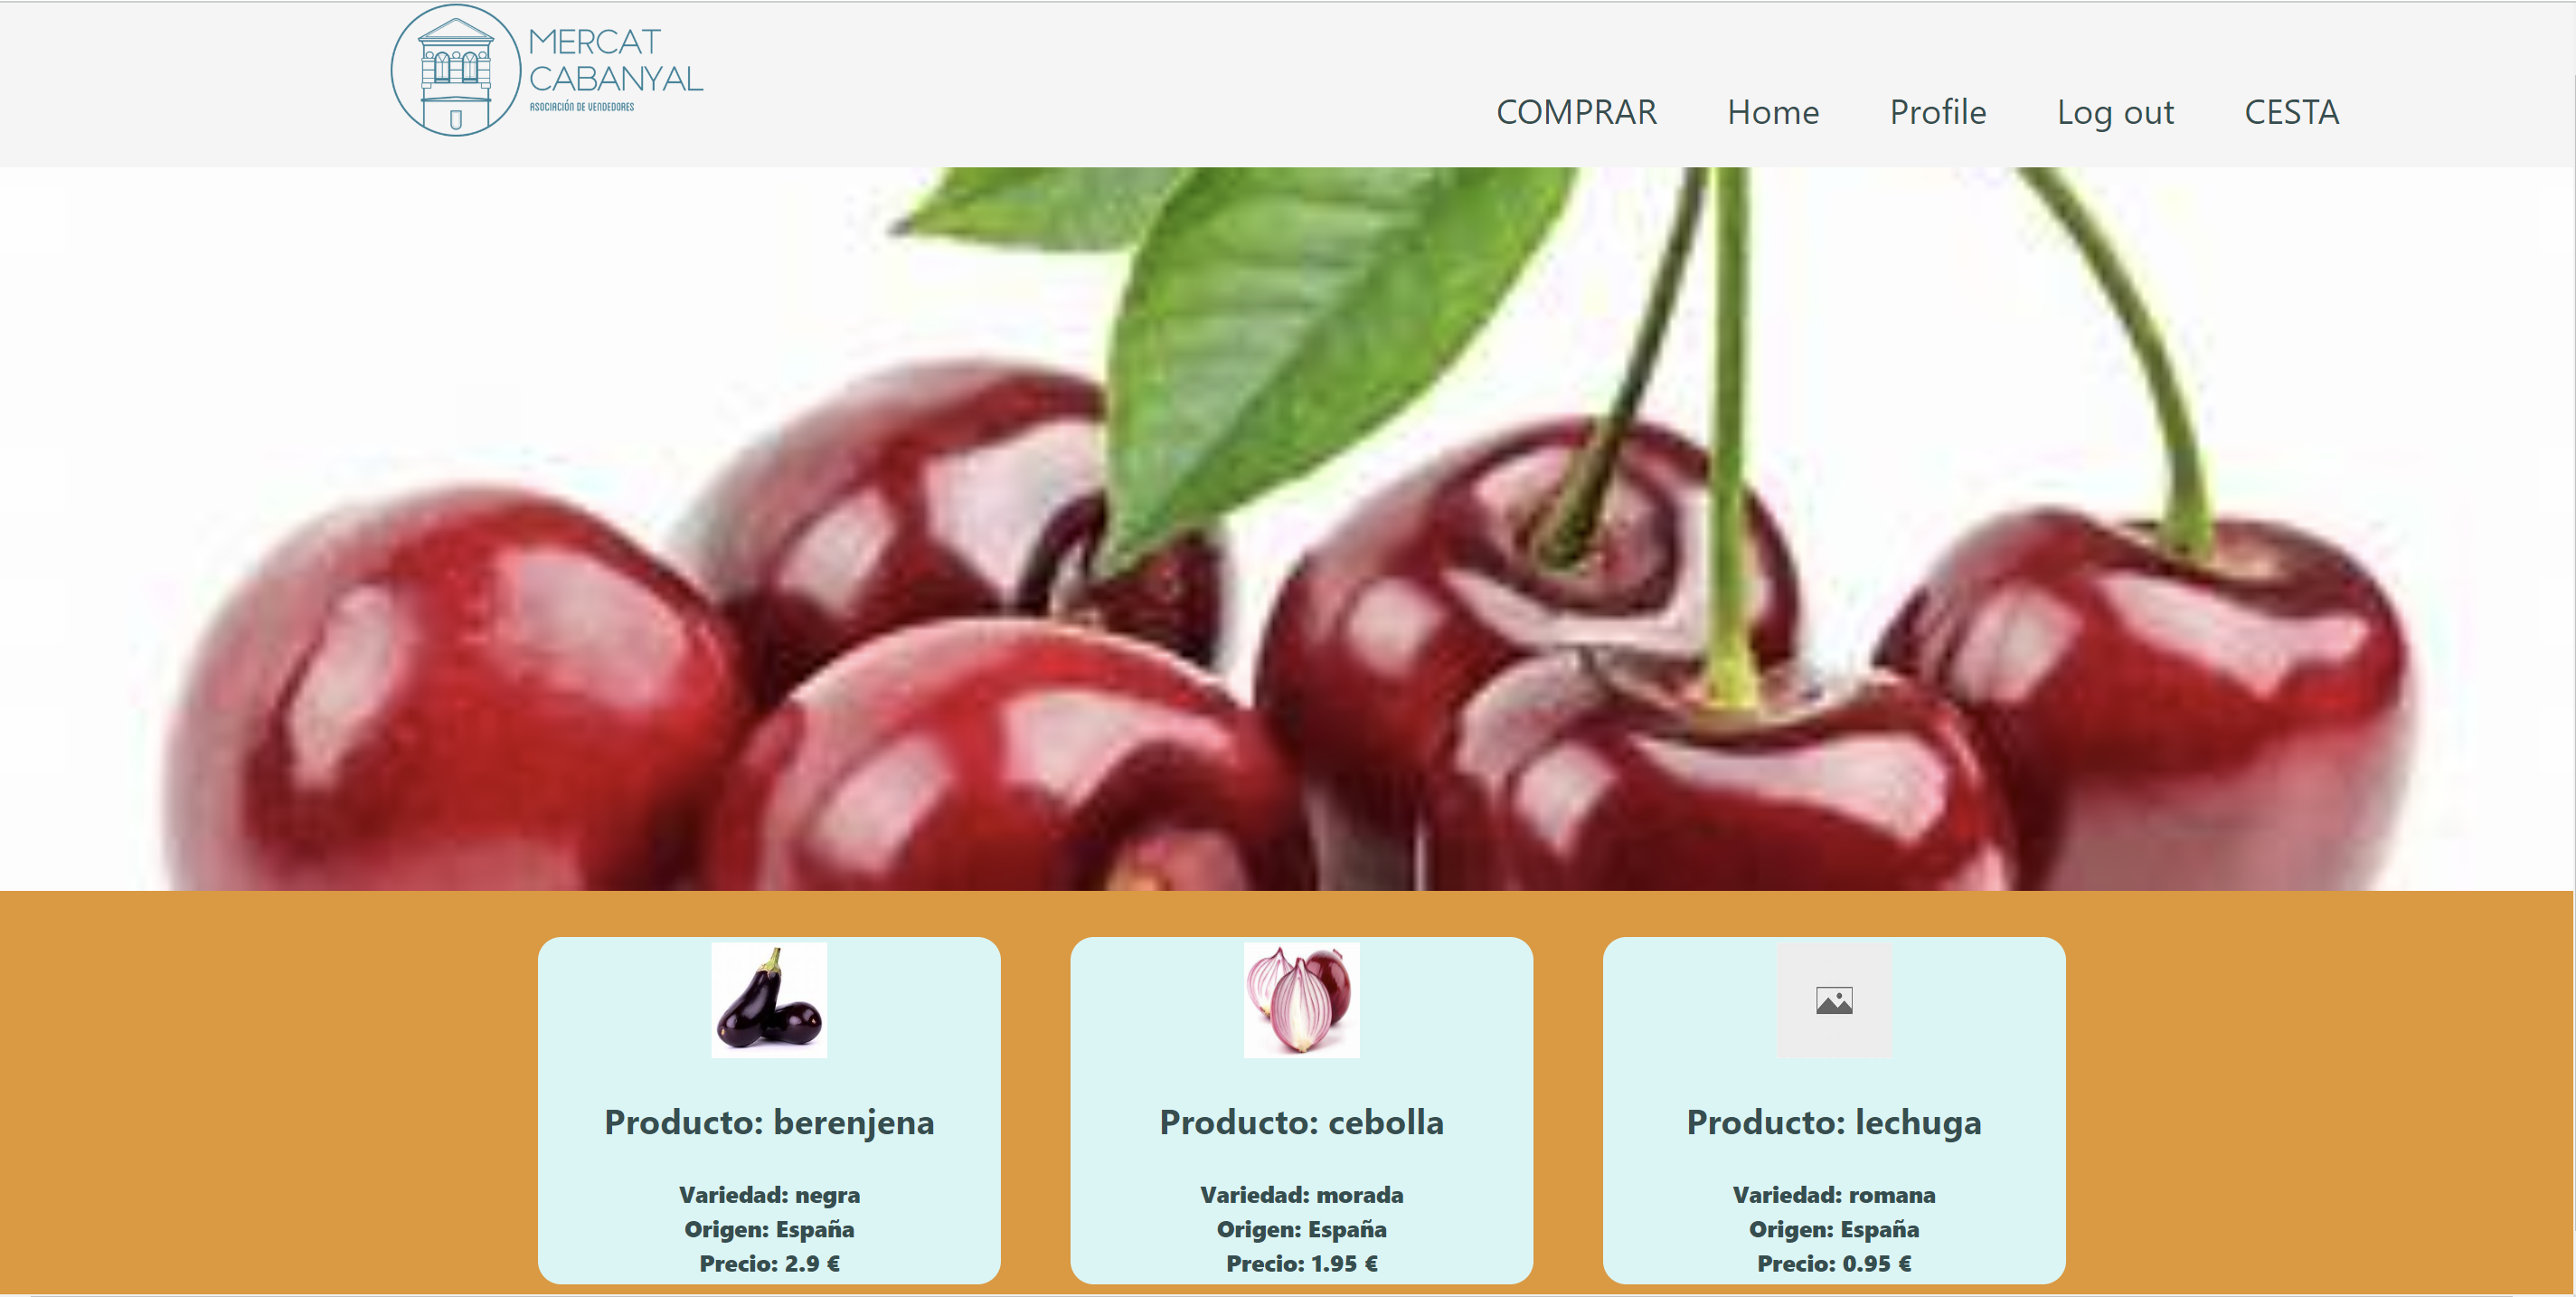 MERCAT
CABANYAL
ASOCIACIÓN DE VENDEDORES
COMPRAR Home Profile Log out CESTA
Producto: berenjena
Variedad: negra
Origen: España
Precio: 2.9 €
Producto: cebolla
Variedad: morada
Origen: España
Precio: 1.95 €
Producto: lechuga
Variedad: romana
Origen: España
Precio: 0.95 €